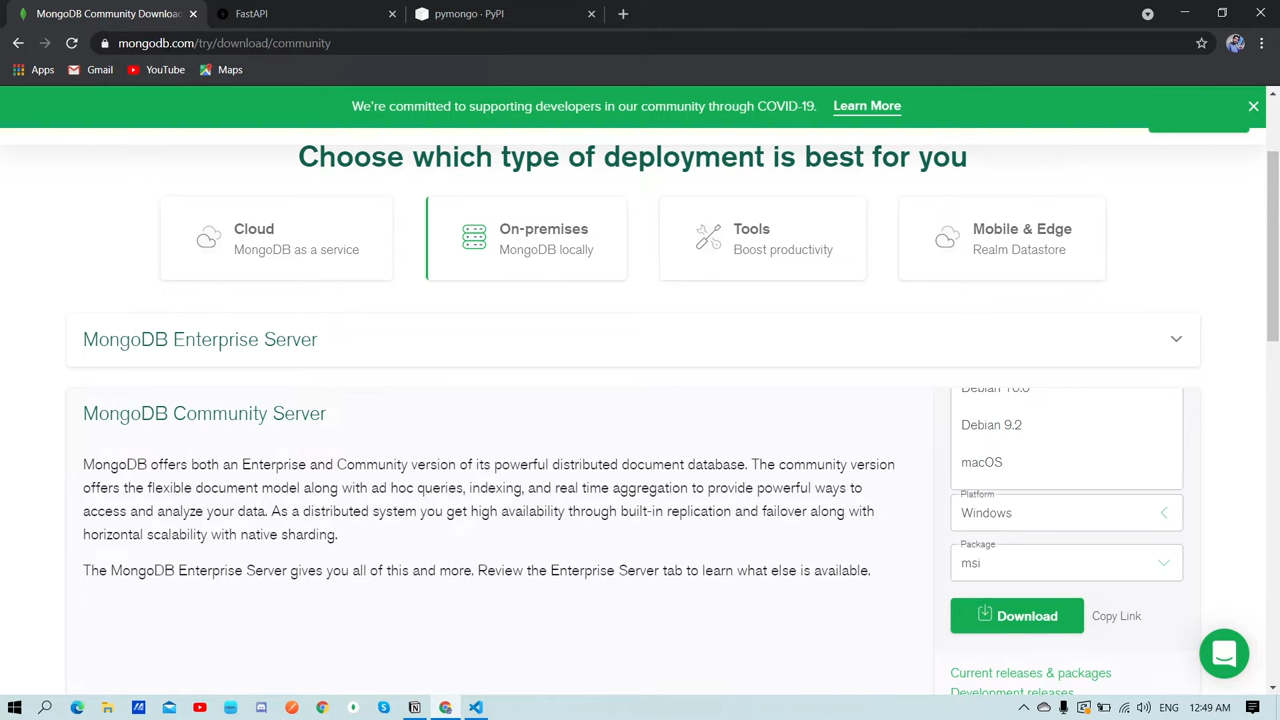 MongoDB Community Download
FastAPI
pymongo · PyPI
mongodb.com/try/download/community
Apps
Gmail
YouTube
Maps
We're committed to supporting developers in our community through COVID-19. Learn More
Choose which type of deployment is best for you
Cloud
MongoDB as a service
On-premises
MongoDB locally
Tools
Boost productivity
Mobile & Edge
Realm Datastore
MongoDB Enterprise Server
MongoDB Community Server
MongoDB offers both an Enterprise and Community version of its powerful distributed document database. The community version
offers the flexible document model along with ad hoc queries, indexing, and real time aggregation to provide powerful ways to
access and analyze your data. As a distributed system you get high availability through built-in replication and failover along with
horizontal scalability with native sharding.
The MongoDB Enterprise Server gives you all of this and more. Review the Enterprise Server tab to learn what else is available.
Debian 10.0
Debian 9.2
macOS
Platform
Windows
Package
msi
Download
Copy Link
Current releases & packages
Development releases
ENG
12:49 AM